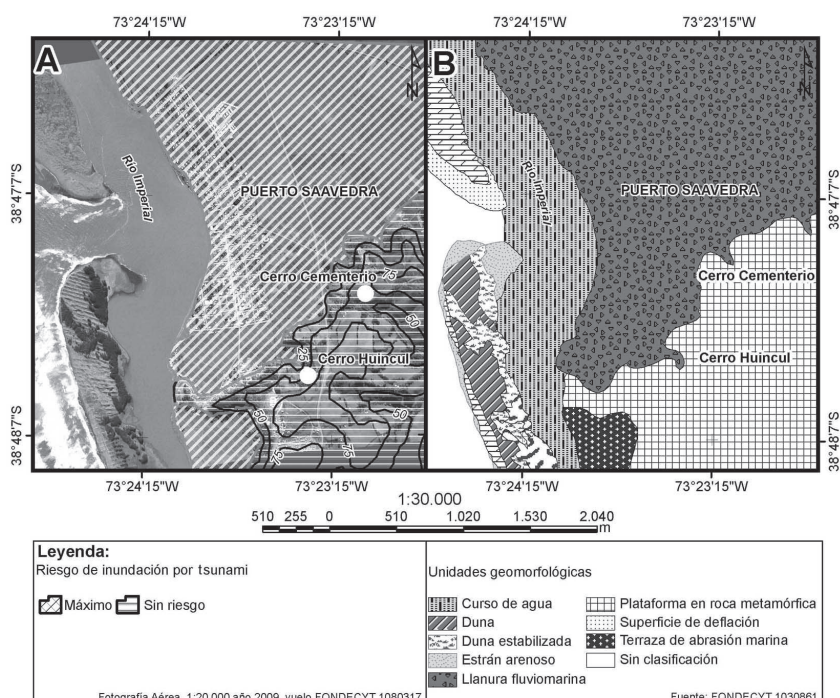 73°24'15"W
73°23'15"W
73°24'15"W
73°23'15"W
A
B
N
N
Río Imperial
Río Imperial
PUERTO SAAVEDRA
PUERTO SAAVEDRA
38°47'7"S
38°47'7"S
Cerro Cementerio
75
50
Cerro Cementerio
25
Cerro Huincul
Cerro Huincul
50
50
75
75
38°48'7"S
38°48'7"S
73°24'15"W
73°23'15"W
73°24'15"W
73°23'15"W
1:30.000
510 255 0 510 1.020 1.530 2.040
m
Leyenda:
Riesgo de inundación por tsunami
Máximo
Sin riesgo
Fotografía Aérea 1:20.000 año 2009, vuelo FONDECYT 1080317
Unidades geomorfológicas
Curso de agua
Duna
Duna estabilizada
Estrán arenoso
Llanura fluviomarina
Plataforma en roca metamórfica
Superficie de deflación
Terraza de abrasión marina
Sin clasificación
Fuente: FONDECYT 1030861